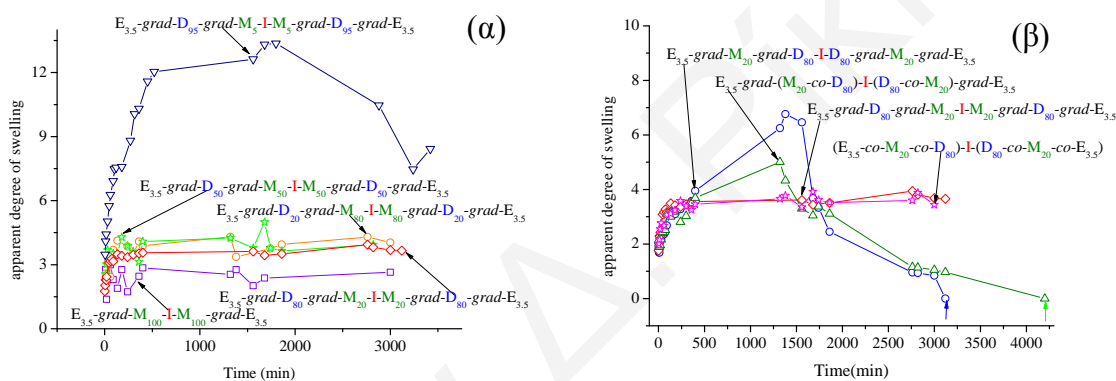 E3.5-grad-D95-grad-M5-I-M5-grad-D95-grad-E3.5
(α)
12
9
6
3
0
apparent degree of swelling
E3.5-grad-D50-grad-M50-I-M50-grad-D50-grad-E3.5
E3.5-grad-D20-grad-M80-I-M80-grad-D20-grad-E3.5
E3.5-grad-D80-grad-M20-I-M20-grad-D80-grad-E3.5
E3.5-grad-M100-I-M100-grad-E3.5
0 1000 2000 3000
Time (min)
(β)
10
8
6
4
2
0
apparent degree of swelling
E3.5-grad-M20-grad-D80-I-D80-grad-M20-grad-E3.5
E3.5-grad-(M20-co-D80)-I-(D80-co-M20)-grad-E3.5
E3.5-grad-D80-grad-M20-I-M20-grad-D80-grad-E3.5
(E3.5-co-M20-co-D80)-I-(D80-co-M20-co-E3.5)
0 500 1000 1500 2000 2500 3000 3500 4000
Time(min)